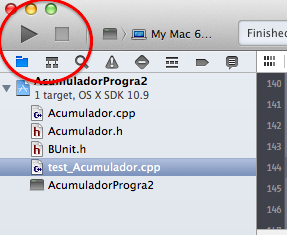 My Mac 6...
Finished
AcumuladorProgra2
1 target, OS X SDK 10.9
Acumulador.cpp
Acumulador.h
BUnit.h
test_Acumulador.cpp
AcumuladorProgra2
140
141
142
143
144
145
146
147
148